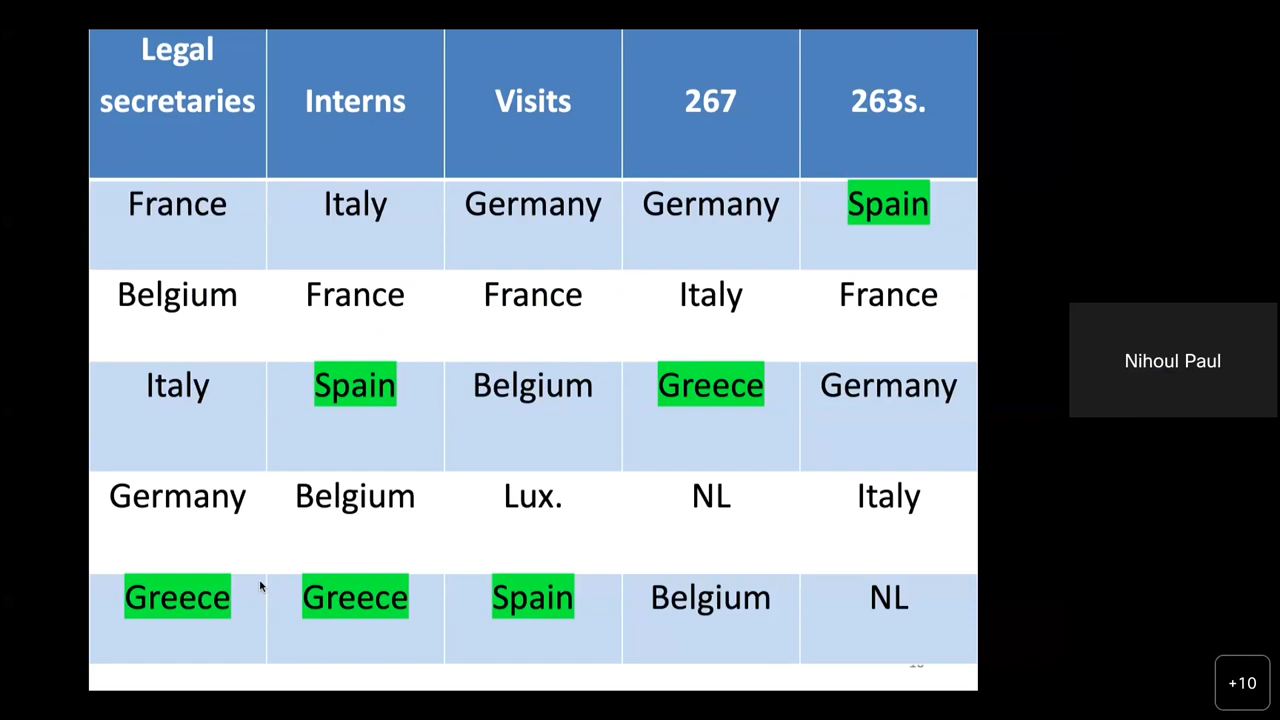 Legal
secretaries
Interns
Visits
267
263s.
France
Italy
Germany
Germany
Spain
Belgium
France
France
Italy
France
Italy
Spain
Belgium
Greece
Germany
Germany
Belgium
Lux.
NL
Italy
Greece
Greece
Spain
Belgium
NL
Nihoul Paul
+10